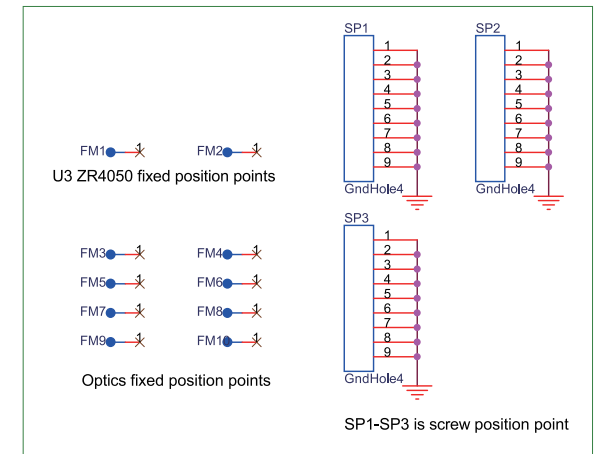 SP1
1
2
3
4
5
6
7
8
9
GndHole4
SP2
1
2
3
4
5
6
7
8
9
GndHole4
FM1 1
FM2 1
U3 ZR4050 fixed position points
SP3
1
2
3
4
5
6
7
8
9
GndHole4
FM3 1
FM4 1
FM5 1
FM6 1
FM7 1
FM8 1
FM9 1
FM10 1
Optics fixed position points
SP1-SP3 is screw position point